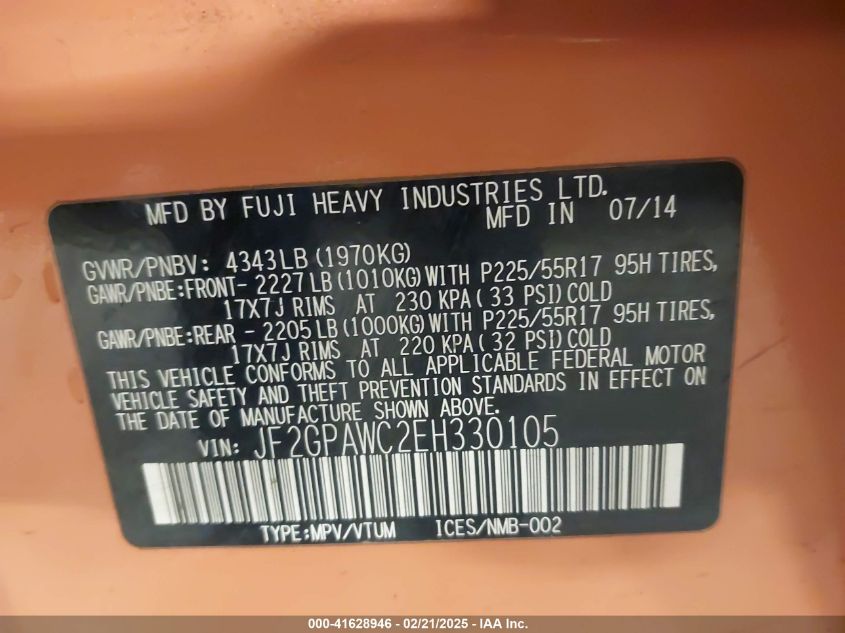 MFD BY FUJI HEAVY INDUSTRIES LTD.
MFD IN 07/14
GVWR/PNBV: 4343LB(1970KG)
GAWR/PNBE:FRONT- 2227LB(1010KG)WITH P225/55R17 95H TIRES,
17X7J RIMS AT 230 KPA( 33 PSI)COLD
GAWR/PNBE:REAR - 2205LB(1000KG)WITH P225/55R17 95H TIRES,
17X7J RIMS AT 220 KPA( 32 PSI)COLD
THIS VEHICLE CONFORMS TO ALL APPLICABLE FEDERAL MOTOR
VEHICLE SAFETY AND THEFT PREVENTION STANDARDS IN EFFECT ON
THE DATE OF MANUFACTURE SHOWN ABOVE.
VIN: JF2GPAWC2EH330105
TYPE:MPV/VTUM ICES/NMB-002
000-41628946 - 02/21/2025 - IAAI.COM